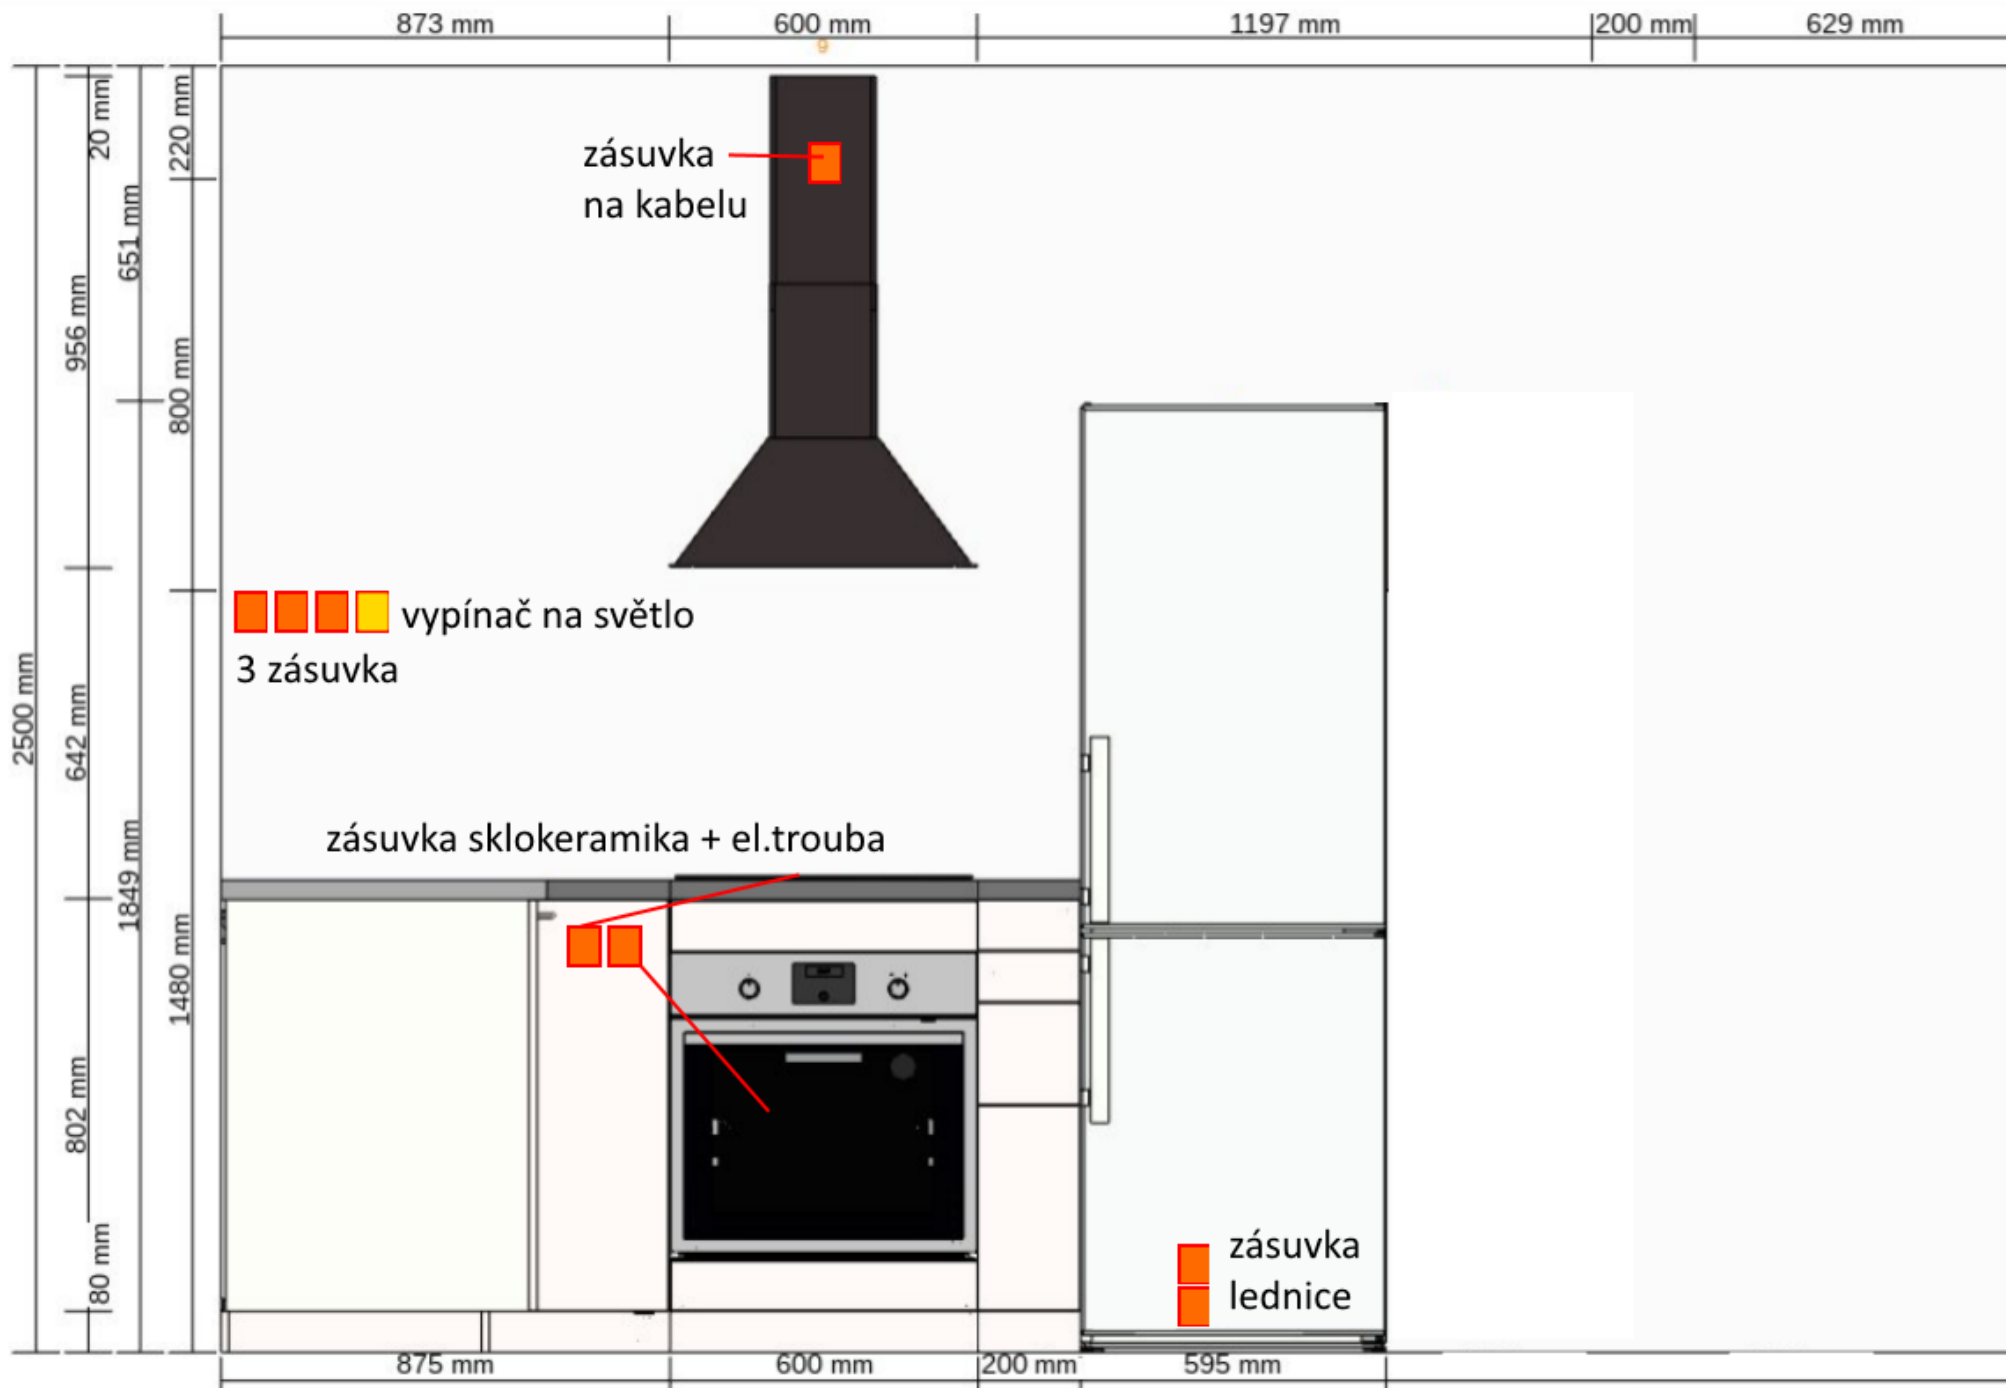 873 mm
600 mm
1197 mm
200 mm
629 mm
9
20 mm
220 mm
651 mm
956 mm
800 mm
2500 mm
642 mm
1849 mm
1480 mm
802 mm
80 mm
zásuvka
na kabelu
vypínač na světlo
3 zásuvka
zásuvka sklokeramika + el.trouba
zásuvka
lednice
875 mm
600 mm
200 mm
595 mm